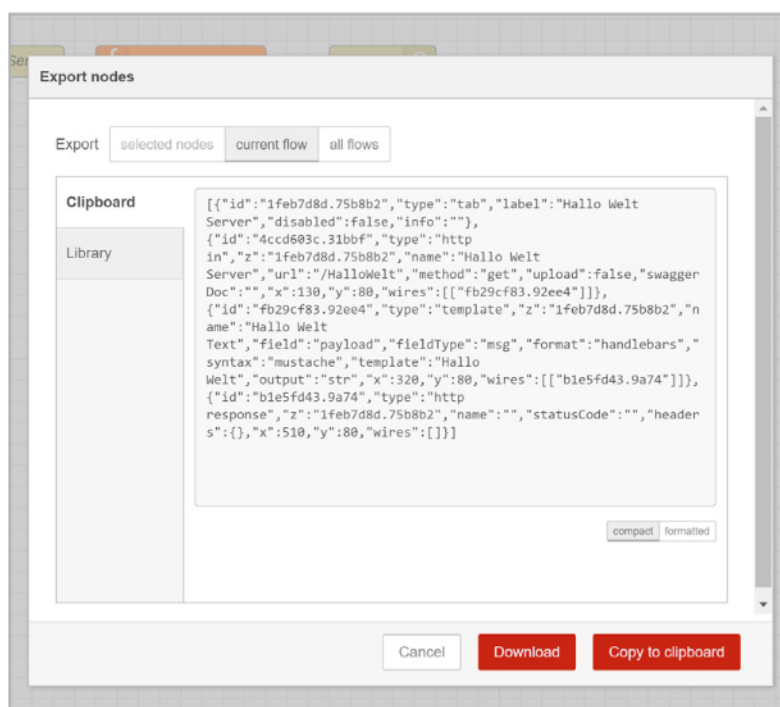 Ser
Export nodes
Export selected nodes current flow all flows
Clipboard
Library
[{"id":"1feb7d8d.75b8b2","type":"tab","label":"Hallo Welt
Server","disabled":false,"info":""},
{"id":"4ccd603c.31bbf","type":"http
in","z":"1feb7d8d.75b8b2","name":"Hallo Welt
Server","url":"/HalloWelt","method":"get","upload":false,"swagger
Doc":"","x":130,"y":80,"wires":[["fb29cf83.92ee4"]]},
{"id":"fb29cf83.92ee4","type":"template","z":"1feb7d8d.75b8b2","n
ame":"Hallo Welt
Text","field":"payload","fieldType":"msg","format":"handlebars","
syntax":"mustache","template":"Hallo
Welt","output":"str","x":320,"y":80,"wires":[["b1e5fd43.9a74"]]},
{"id":"b1e5fd43.9a74","type":"http
response","z":"1feb7d8d.75b8b2","name":"","statusCode":"","header
s":{},"x":510,"y":80,"wires":[]}]
compact formatted
Cancel Download Copy to clipboard